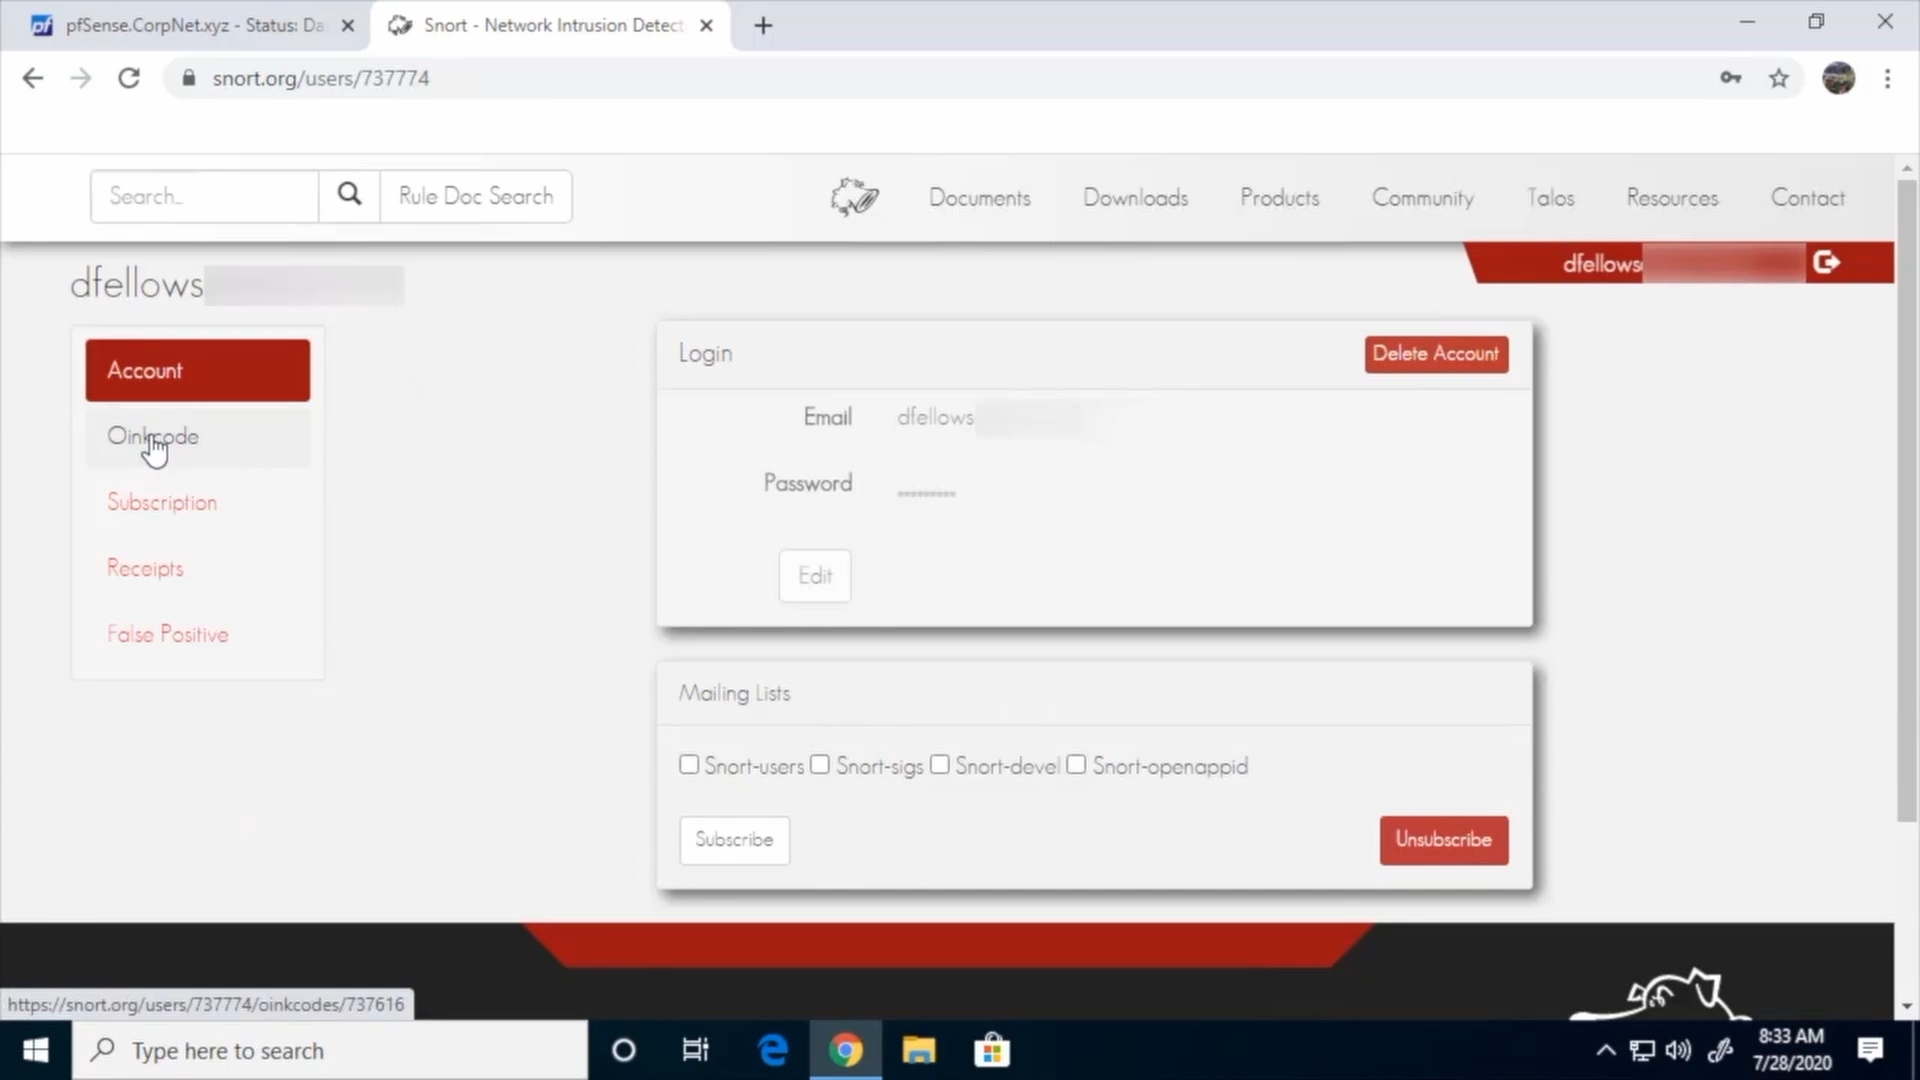 pfSense.CorpNet.xyz - Status: Da
Snort - Network Intrusion Detect
snort.org/users/737774
Search...
Rule Doc Search
Documents
Downloads
Products
Community
Talos
Resources
Contact
dfellows
dfellows
Account
Oinkcode
Subscription
Receipts
False Positive
Login
Delete Account
Email
dfellows
Password
*********
Edit
Mailing Lists
Snort-users
Snort-sigs
Snort-devel
Snort-openappid
Subscribe
Unsubscribe
https://snort.org/users/737774/oinkcodes/737616
Type here to search
8:33 AM
7/28/2020